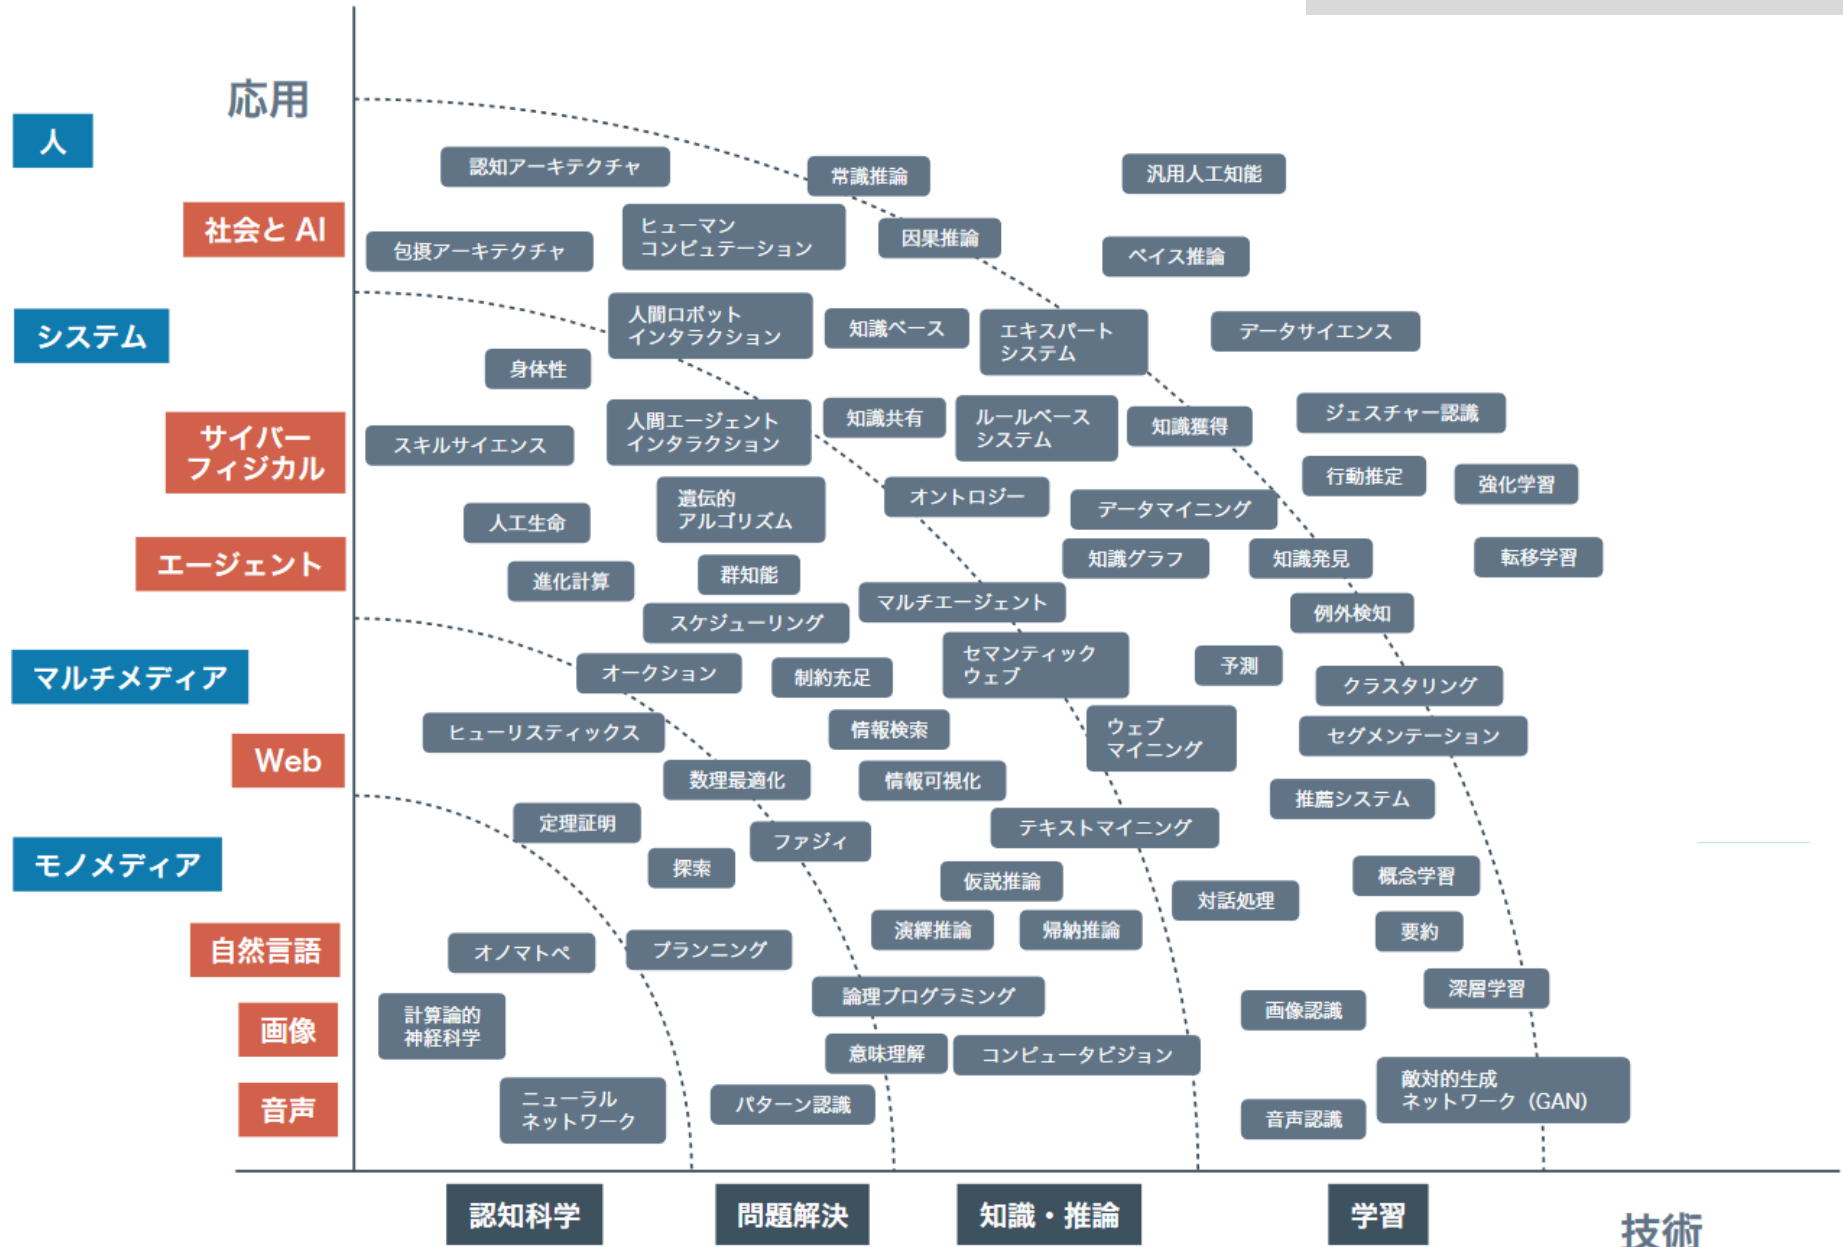 応用
人
認知アーキテクチャ
常識推論
汎用人工知能
社会と AI
ヒューマン
コンピュテーション
包摂アーキテクチャ
因果推論
ベイス推論
システム
人間ロボット
インタラクション
知識ベース
エキスパート
システム
データサイエンス
身体性
サイバー
フィジカル
スキルサイエンス
人間エージェント
インタラクション
知識共有
ルールベース
システム
知識獲得
ジェスチャー認識
行動推定
強化学習
遺伝的
アルゴリズム
オントロジー
データマイニング
人工生命
エージェント
進化計算
群知能
知識グラフ
知識発見
転移学習
スケジューリング
マルチエージェント
例外検知
マルチメディア
オークション
制約充足
セマンティック
ウェブ
予測
クラスタリング
ヒューリスティックス
情報検索
ウェブ
マイニング
セグメンテーション
Web
数理最適化
情報可視化
推薦システム
定理証明
ファジィ
テキストマイニング
モノメディア
探索
仮説推論
対話処理
概念学習
演繹推論
帰納推論
要約
自然言語
オノマトペ
プランニング
論理プログラミング
深層学習
画像
計算論的
神経科学
画像認識
意味理解
コンピュータビジョン
音声
ニューラル
ネットワーク
パターン認識
音声認識
敵対的生成
ネットワーク（GAN）
認知科学
問題解決
知識・推論
学習
技術